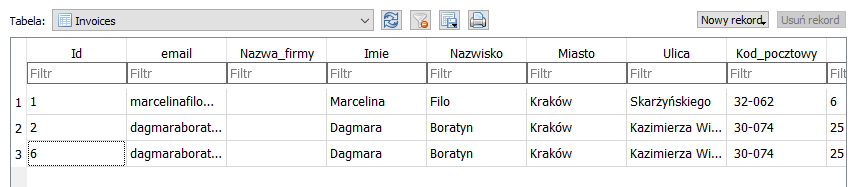 Tabela: Invoices Nowy rekord Usuń rekord
Id email Nazwa_firmy Imie Nazwisko Miasto Ulica Kod_pocztowy
Filtr Filtr Filtr Filtr Filtr Filtr Filtr Filtr
1 1 marcelinafilo... Marcelina Filo Kraków Skarżyńskiego 32-062 6
2 2 dagmaraborat... Dagmara Boratyn Kraków Kazimierza Wi... 30-074 25
3 6 dagmaraborat... Dagmara Boratyn Kraków Kazimierza Wi... 30-074 25